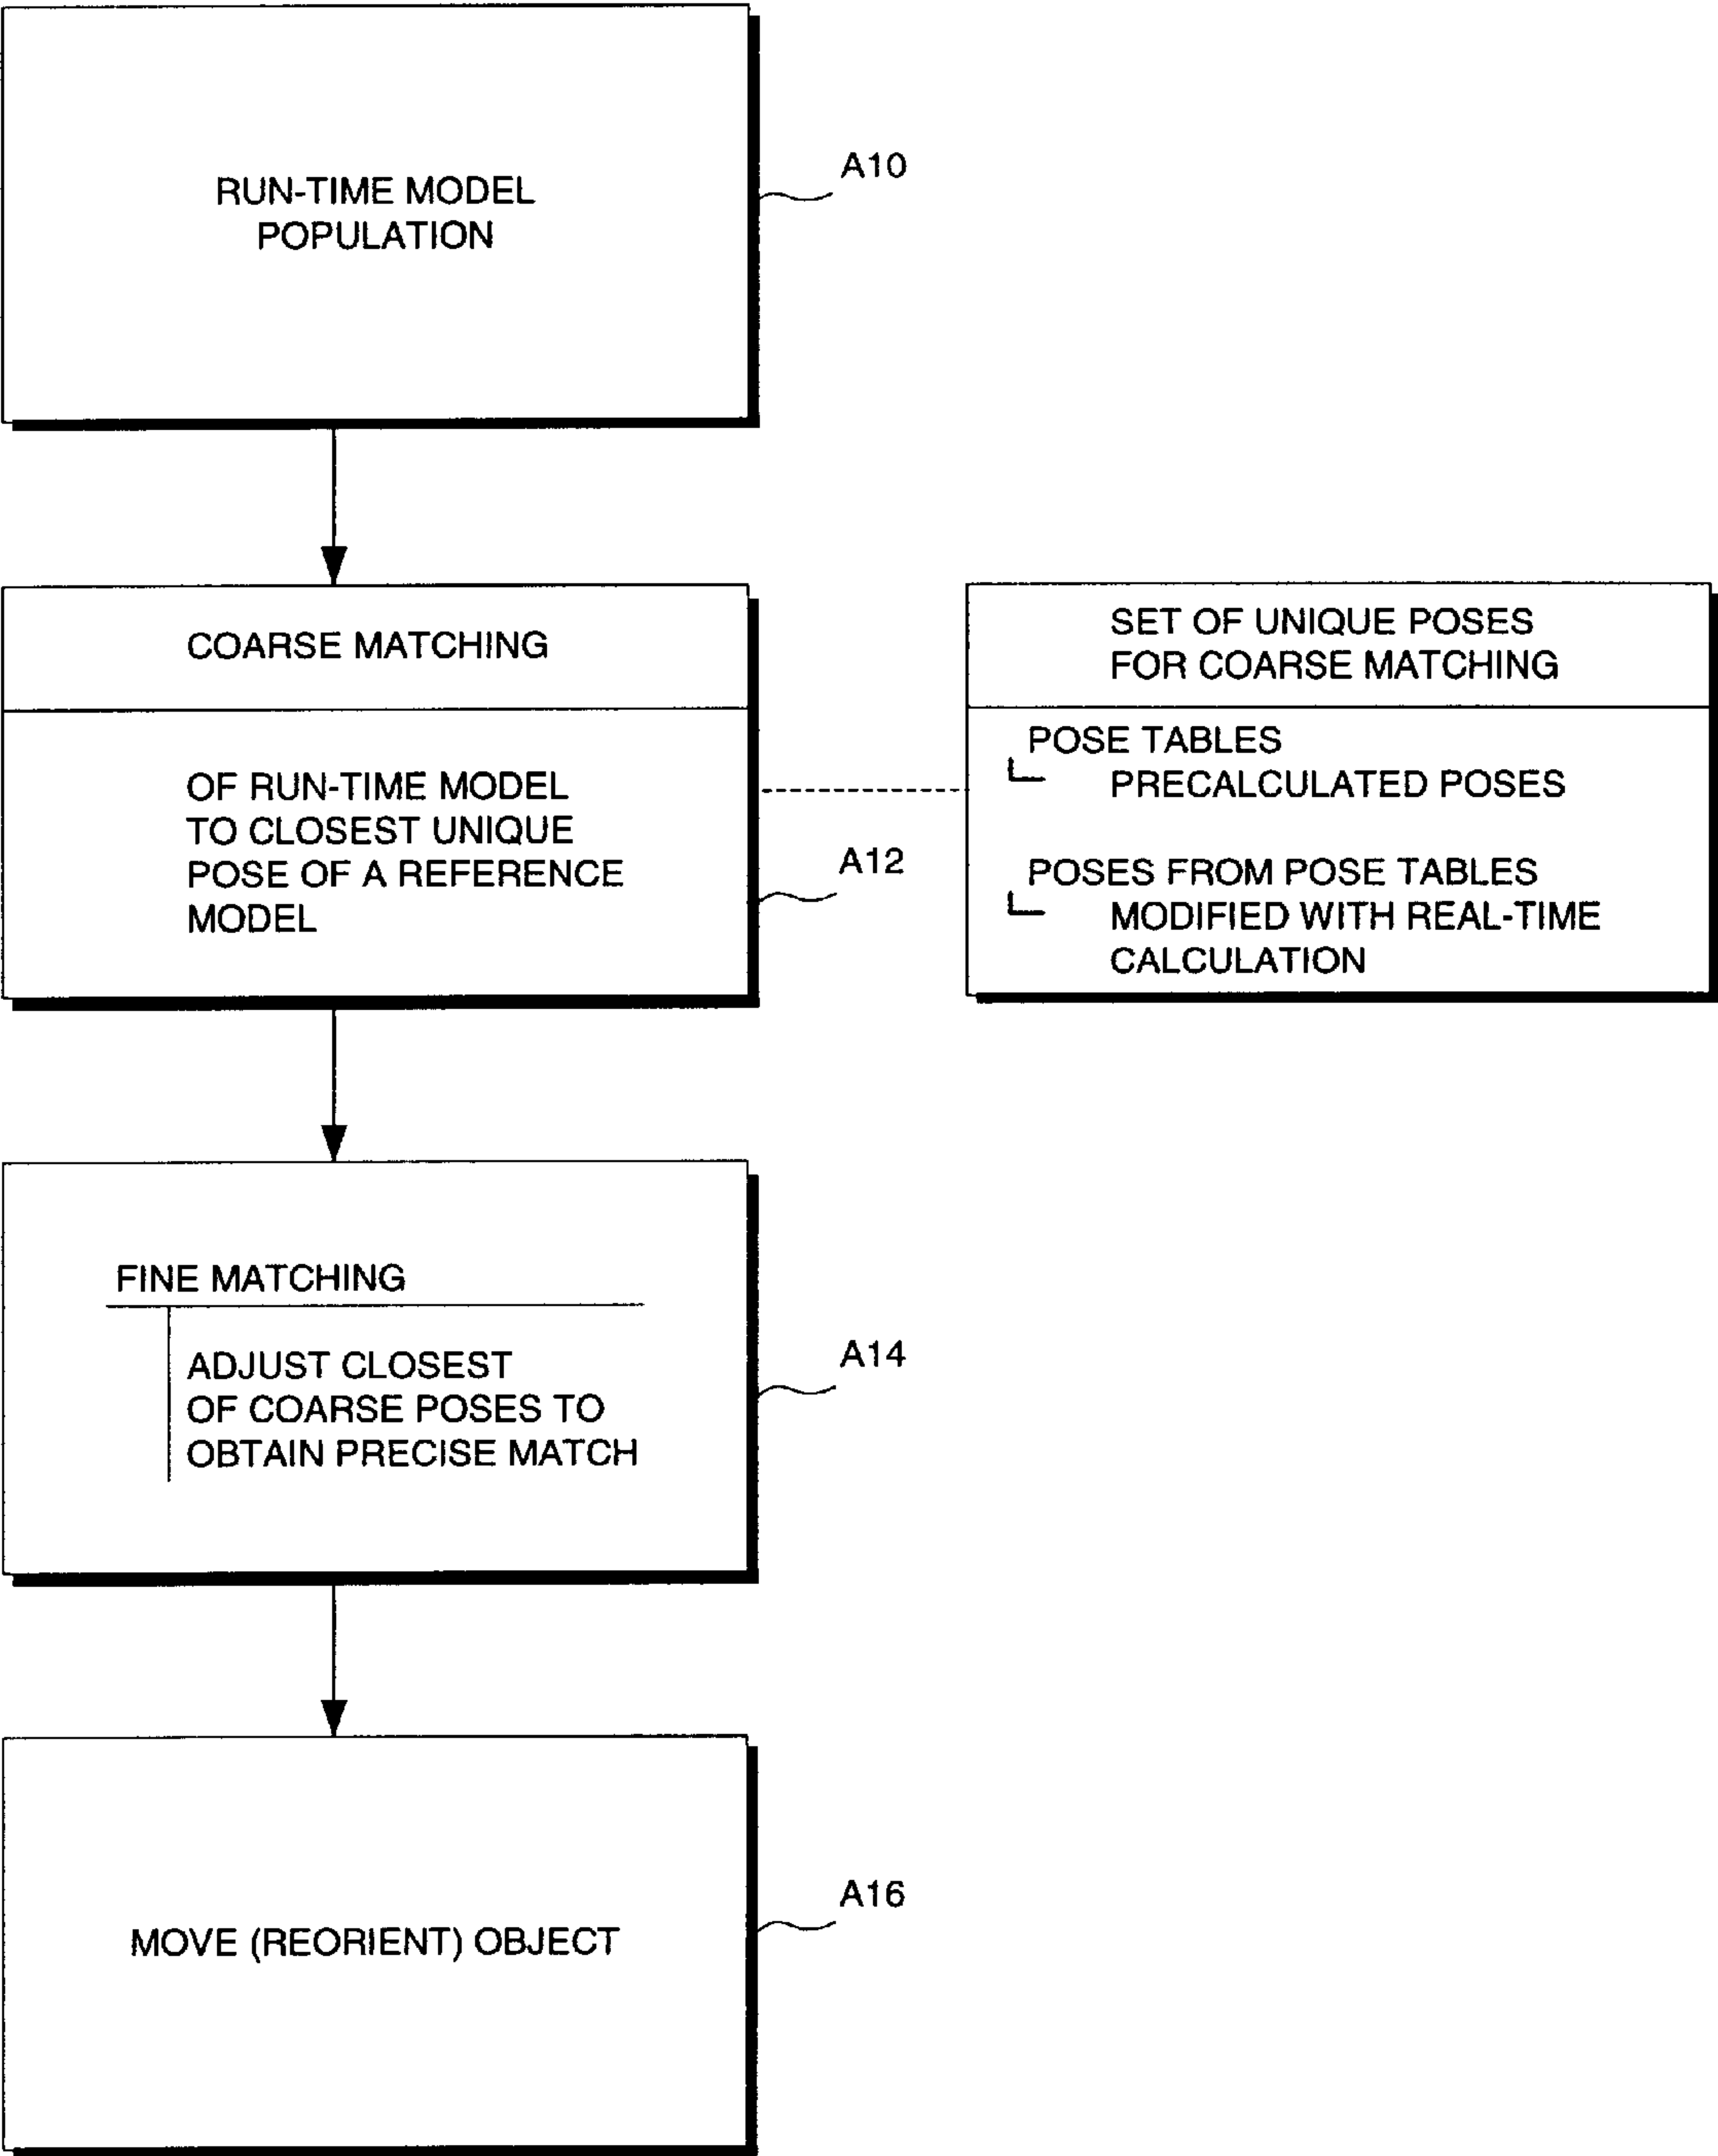 RUN-TIME MODEL
POPULATION
A10
COARSE MATCHING
OF RUN-TIME MODEL
TO CLOSEST UNIQUE
POSE OF A REFERENCE
MODEL
A12
SET OF UNIQUE POSES
FOR COARSE MATCHING
POSE TABLES
PRECALCULATED POSES
POSES FROM POSE TABLES
MODIFIED WITH REAL-TIME
CALCULATION
FINE MATCHING
ADJUST CLOSEST
OF COARSE POSES TO
OBTAIN PRECISE MATCH
A14
MOVE (REORIENT) OBJECT
A16